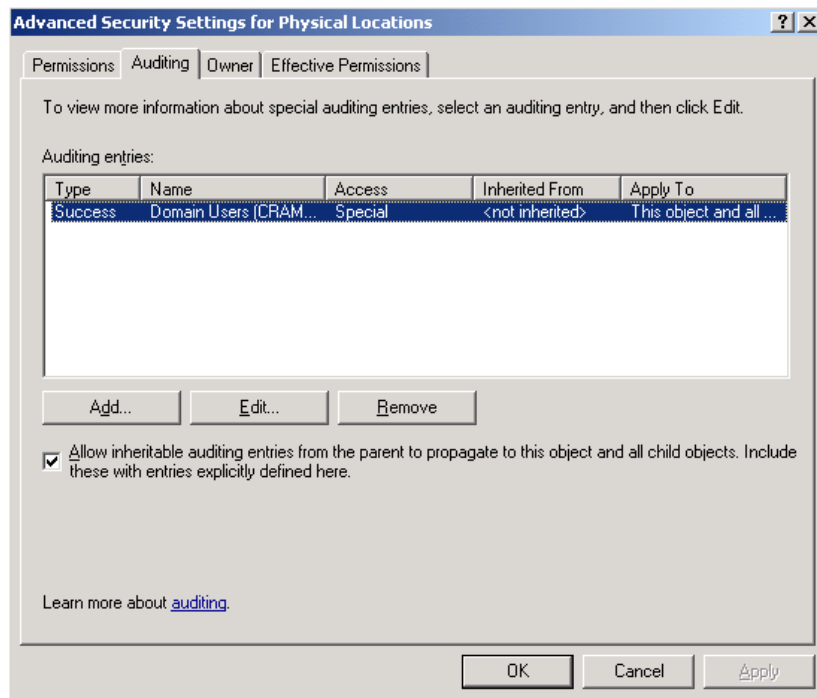 Advanced Security Settings for Physical Locations
Permissions Auditing Owner Effective Permissions
To view more information about special auditing entries, select an auditing entry, and then click Edit.
Auditing entries:
Type Name Access Inherited From Apply To
Success Domain Users (CRAM... Special <not inherited> This object and all ...
Add... Edit... Remove
Allow inheritable auditing entries from the parent to propagate to this object and all child objects. Include
these with entries explicitly defined here.
Learn more about auditing.
OK Cancel Apply